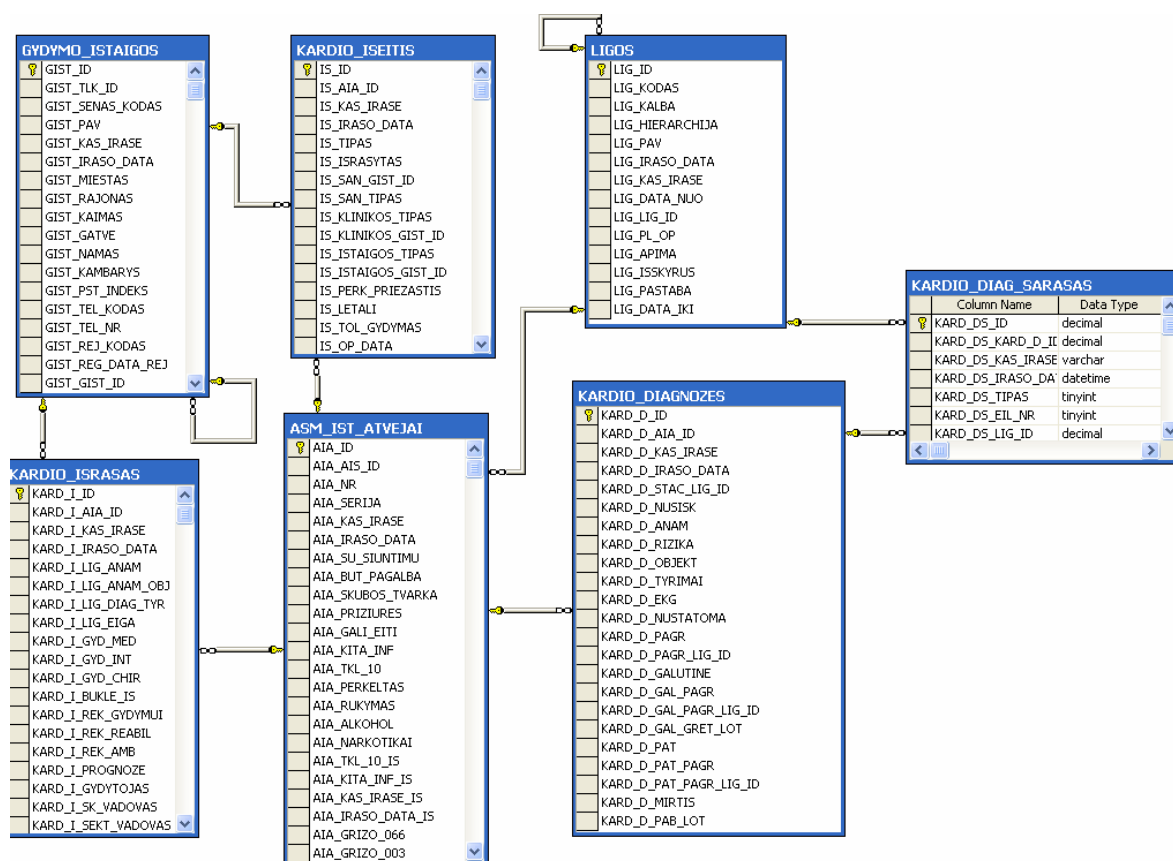 GYDYMO_ISTAIGOS
GIST_ID
GIST_TLK_ID
GIST_SENAS_KODAS
GIST_PAV
GIST_KAS_IRASE
GIST_IRASO_DATA
GIST_MIESTAS
GIST_RAJONAS
GIST_KAIMAS
GIST_GATVE
GIST_NAMAS
GIST_KAMBARYS
GIST_PST_INDEKS
GIST_TEL_KODAS
GIST_TEL_NR
GIST_REJ_KODAS
GIST_REG_DATA_REJ
GIST_GIST_ID
KARDIO_ISEITIS
IS_ID
IS_AIA_ID
IS_KAS_IRASE
IS_IRASO_DATA
IS_TIPAS
IS_ISRASYTAS
IS_SAN_GIST_ID
IS_SAN_TIPAS
IS_KLINIKOS_TIPAS
IS_KLINIKOS_GIST_ID
IS_ISTAIGOS_TIPAS
IS_ISTAIGOS_GIST_ID
IS_PERK_PRIEZASTIS
IS_LETALI
IS_TOL_GYDYMAS
IS_OP_DATA
LIGOS
LIG_ID
LIG_KODAS
LIG_KALBA
LIG_HIERARCHIJA
LIG_PAV
LIG_IRASO_DATA
LIG_KAS_IRASE
LIG_DATA_NUO
LIG_LIG_ID
LIG_PL_OP
LIG_APIMA
LIG_ISSKYRUS
LIG_PASTABA
LIG_DATA_IKI
KARDIO_DIAG_SARASAS
Column Name Data Type
KARD_DS_ID decimal
KARD_DS_KARD_D_ID decimal
KARD_DS_KAS_IRASE varchar
KARD_DS_IRASO_DA datetime
KARD_DS_TIPAS tinyint
KARD_DS_EIL_NR tinyint
KARD_DS_LIG_ID decimal
KARDIO_ISRASAS
KARD_I_ID
KARD_I_AIA_ID
KARD_I_KAS_IRASE
KARD_I_IRASO_DATA
KARD_I_LIG_ANAM
KARD_I_LIG_ANAM_OBJ
KARD_I_LIG_DIAG_TYR
KARD_I_LIG_EIGA
KARD_I_GYD_MED
KARD_I_GYD_INT
KARD_I_GYD_CHIR
KARD_I_BUKLE_IS
KARD_I_REK_GYDYMUI
KARD_I_REK_REABIL
KARD_I_REK_AMB
KARD_I_PROGNOZE
KARD_I_GYDYTOJAS
KARD_I_SK_VADOVAS
KARD_I_SEKT_VADOVAS
ASM_IST_ATVEJAI
AIA_ID
AIA_AIS_ID
AIA_NR
AIA_SERIJA
AIA_KAS_IRASE
AIA_IRASO_DATA
AIA_SU_SIUNTIMU
AIA_BUT_PAGALBA
AIA_SKUBOS_TVARKA
AIA_PRIZIURES
AIA_GALI_EITI
AIA_KITA_INF
AIA_TKL_10
AIA_PERKELTAS
AIA_RUKYMAS
AIA_ALKOHOL
AIA_NARKOTIKAI
AIA_TKL_10_IS
AIA_KITA_INF_IS
AIA_KAS_IRASE_IS
AIA_IRASO_DATA_IS
AIA_GRIZO_066
AIA_GRIZO_003
KARDIO_DIAGNOZES
KARD_D_ID
KARD_D_AIA_ID
KARD_D_KAS_IRASE
KARD_D_IRASO_DATA
KARD_D_STAC_LIG_ID
KARD_D_NUSISK
KARD_D_ANAM
KARD_D_RIZIKA
KARD_D_OBJEKT
KARD_D_TYRIMAI
KARD_D_EKG
KARD_D_NUSTATOMA
KARD_D_PAGR
KARD_D_PAGR_LIG_ID
KARD_D_GALUTINE
KARD_D_GAL_PAGR
KARD_D_GAL_PAGR_LIG_ID
KARD_D_GAL_GRET_LOT
KARD_D_PAT
KARD_D_PAT_PAGR
KARD_D_PAT_PAGR_LIG_ID
KARD_D_MIRTIS
KARD_D_PAB_LOT